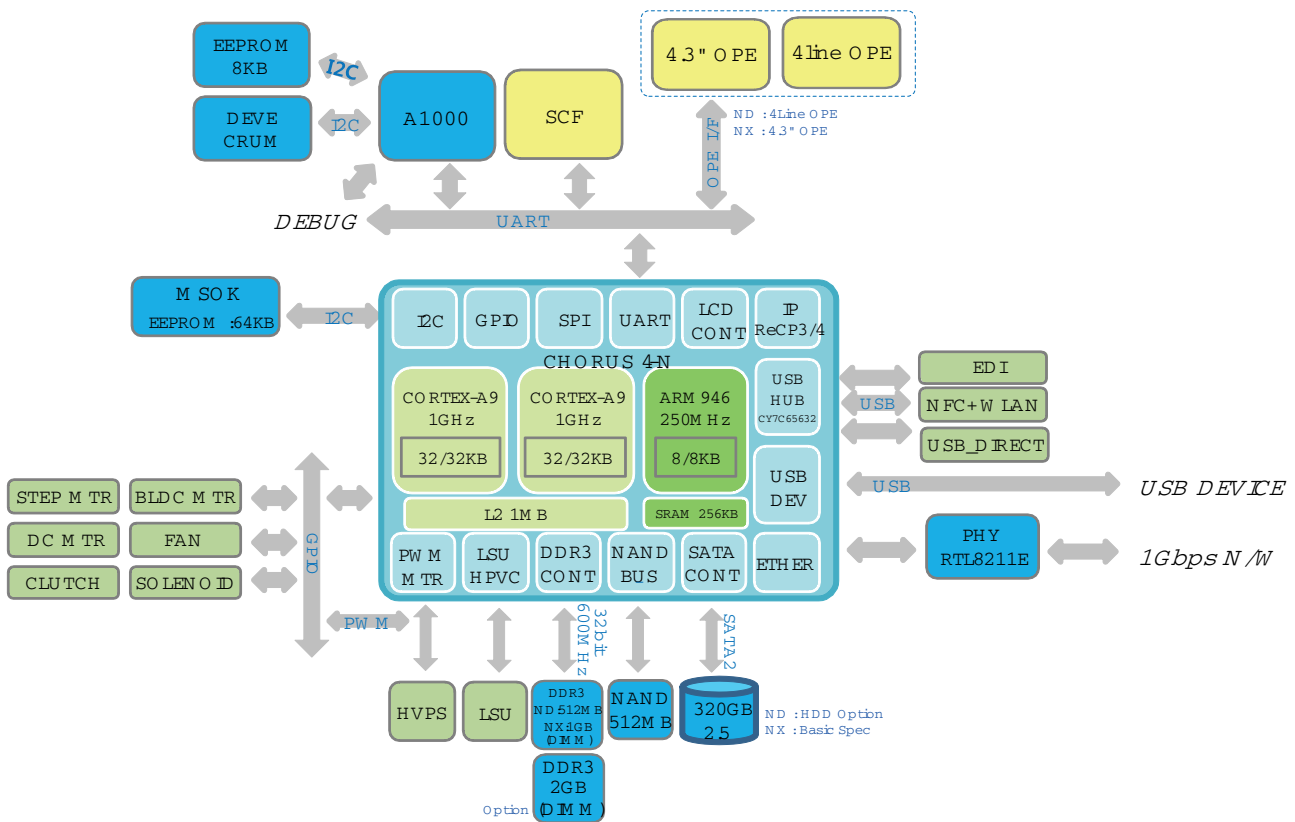 EEPROM
8KB
I2C
DEVE
CRUM
I2C
A1000
SCF
4.3" OPE
4line OPE
OPE I/F
ND :4Line OPE
NX :4.3" OPE
DEBUG
UART
MSOK
EEPROM :64KB
I2C
I2C
GPIO
SPI
UART
LCD
CONT
IP
ReCP3/4
CHORUS 4-N
CORTEX-A9
1GHz
32/32KB
CORTEX-A9
1GHz
32/32KB
ARM 946
250MHz
8/8KB
USB
HUB
CY7C65632
USB
DEV
L2 1MB
SRAM 256KB
PWM
MTR
LSU
HPVC
DDR3
CONT
NAND
BUS
SATA
CONT
ETHER
EDI
USB
NFC+WLAN
USB_DIRECT
USB
USB DEVICE
PHY
RTL8211E
1Gbps N/W
STEP MTR
BLDC MTR
DC MTR
FAN
CLUTCH
SOLENOID
GPIO
PWM
32bit
600MHz
SATA2
HVPS
LSU
DDR3
ND:512MB
NX:1GB
(DIMM)
NAND
512MB
320GB
2.5
ND :HDD Option
NX :Basic Spec
Option
DDR3
2GB
(DIMM)